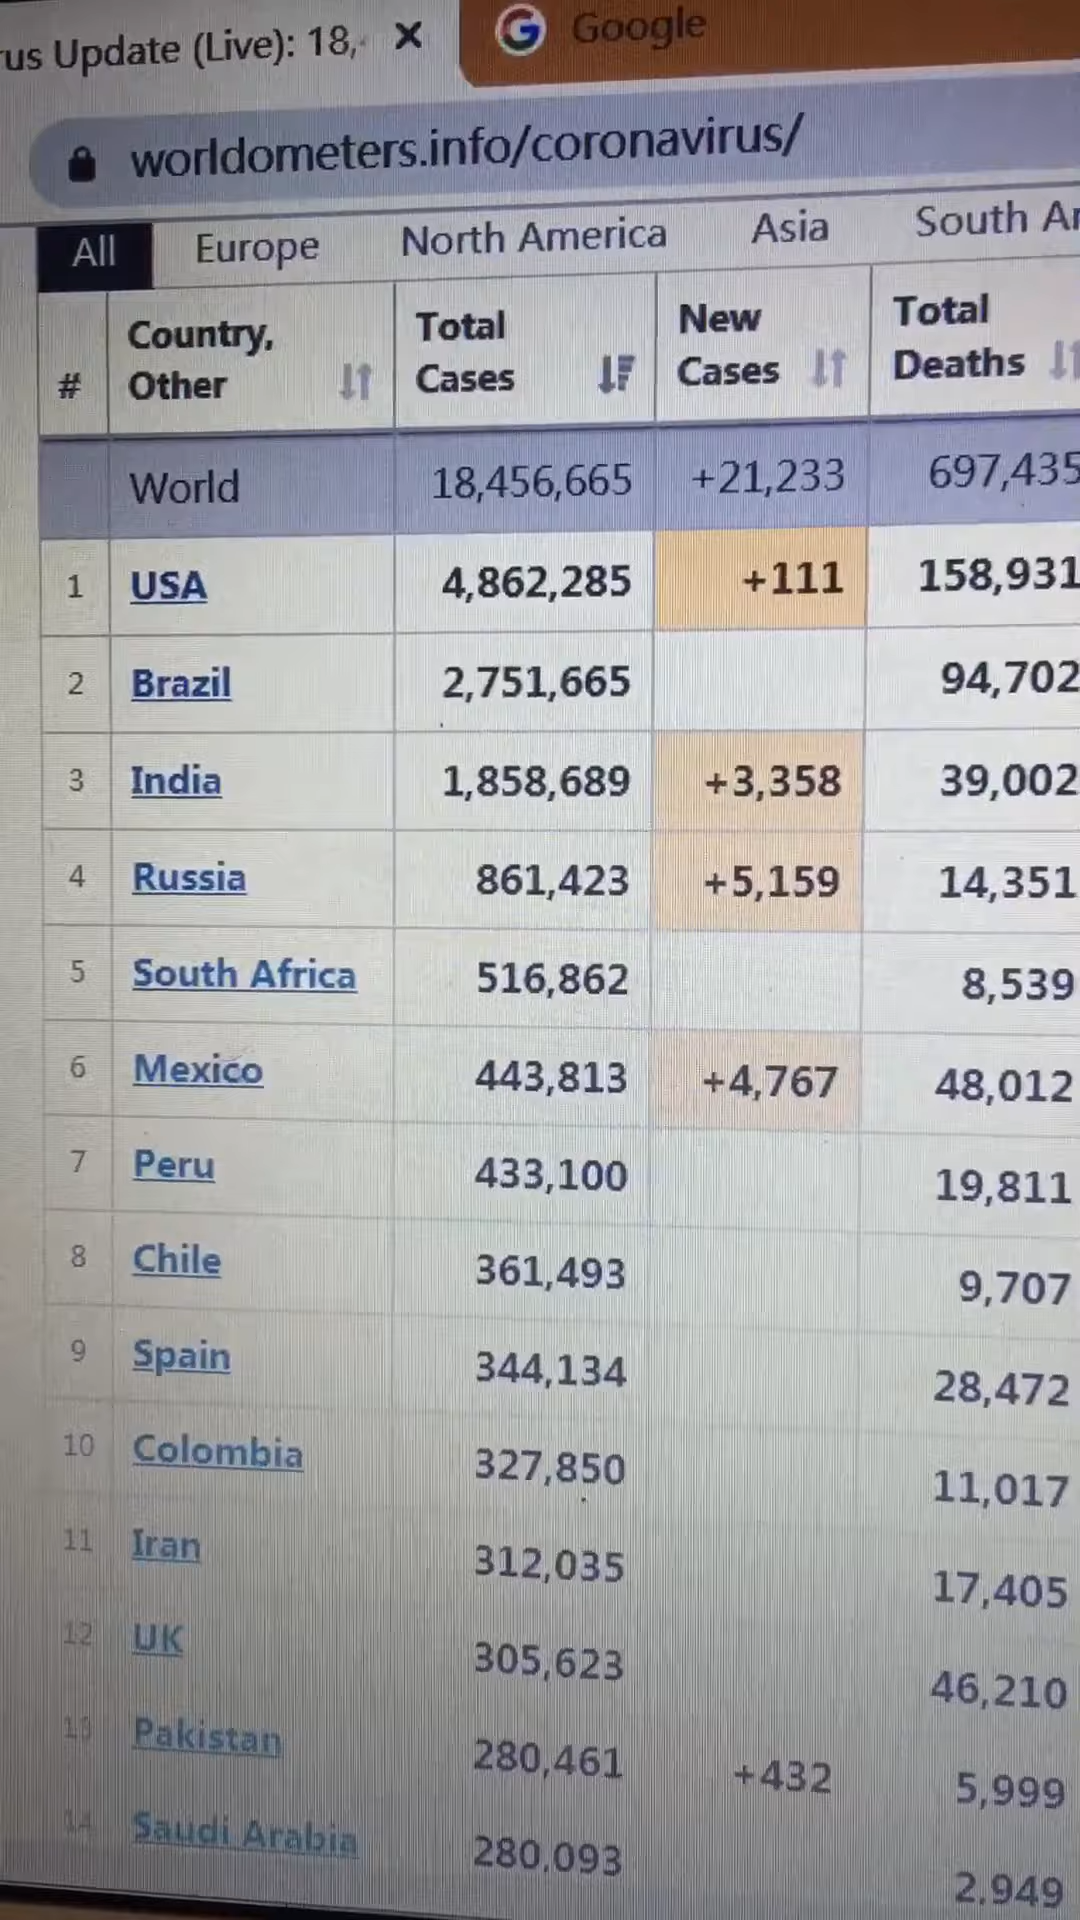 rus Update (Live): 18,
Google
worldometers.info/coronavirus/
All Europe North America Asia South Ar
# Country, Other Total Cases New Cases Total Deaths
World 18,456,665 +21,233 697,435
1 USA 4,862,285 +111 158,931
2 Brazil 2,751,665 94,702
3 India 1,858,689 +3,358 39,002
4 Russia 861,423 +5,159 14,351
5 South Africa 516,862 8,539
6 Mexico 443,813 +4,767 48,012
7 Peru 433,100 19,811
8 Chile 361,493 9,707
9 Spain 344,134 28,472
10 Colombia 327,850 11,017
11 Iran 312,035 17,405
12 UK 305,623 46,210
13 Pakistan 280,461 +432 5,999
14 Saudi Arabia 280,093 2,949